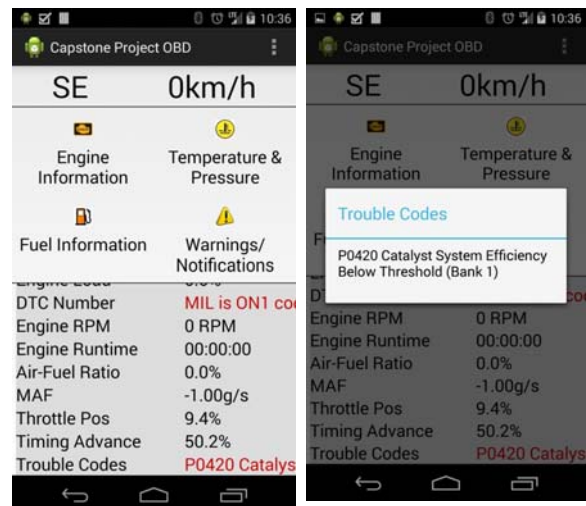 10:36
Capstone Project OBD
SE 0km/h
Engine Information
Temperature & Pressure
Fuel Information
Warnings/ Notifications
DTC Number MIL is ON1
Engine RPM 0 RPM
Engine Runtime 00:00:00
Air-Fuel Ratio 0.0%
MAF -1.00g/s
Throttle Pos 9.4%
Timing Advance 50.2%
Trouble Codes P0420
10:36
Capstone Project OBD
SE 0km/h
Engine Information
Temperature & Pressure
Trouble Codes
P0420 Catalyst System Efficiency
Below Threshold (Bank 1)
Engine RPM 0 RPM
Engine Runtime 00:00:00
Air-Fuel Ratio 0.0%
MAF -1.00g/s
Throttle Pos 9.4%
Timing Advance 50.2%
Trouble Codes P0420